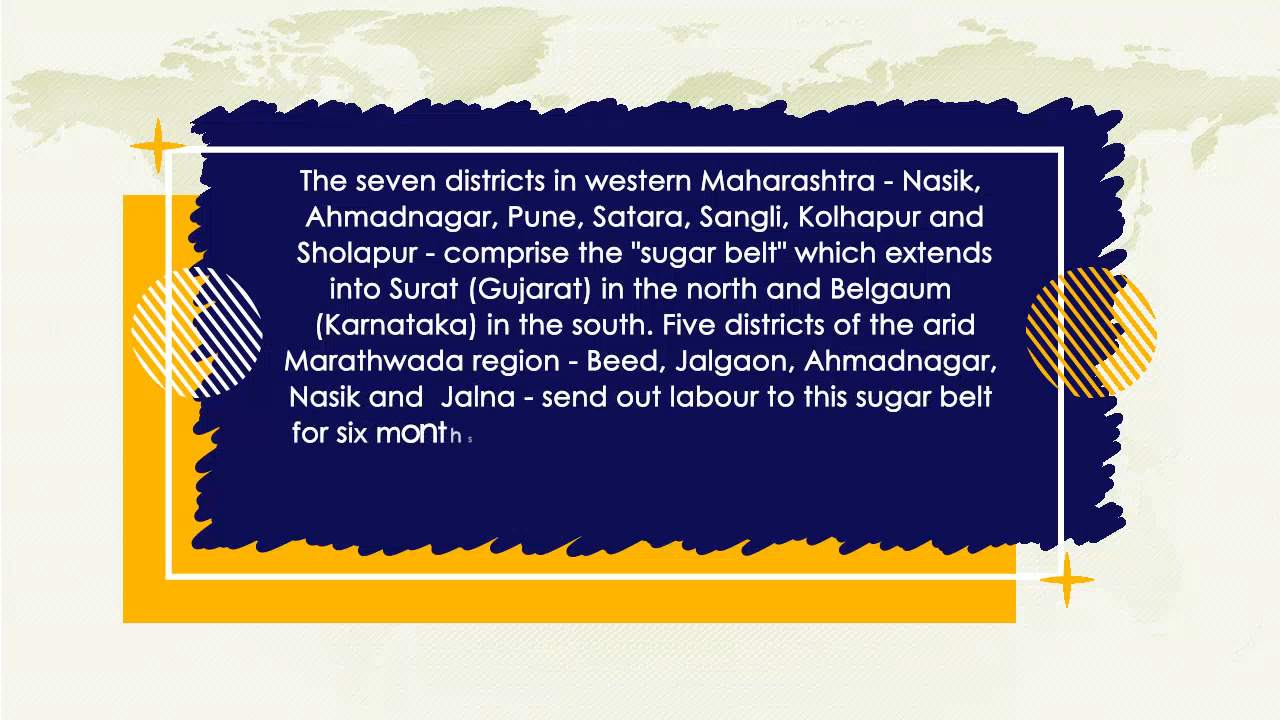 The seven districts in western Maharashtra - Nasik,
Ahmadnagar, Pune, Satara, Sangli, Kolhapur and
Sholapur - comprise the "sugar belt" which extends
into Surat (Gujarat) in the north and Belgaum
(Karnataka) in the south. Five districts of the arid
Marathwada region - Beed, Jalgaon, Ahmadnagar,
Nasik and  Jalna - send out labour to this sugar belt
for six months